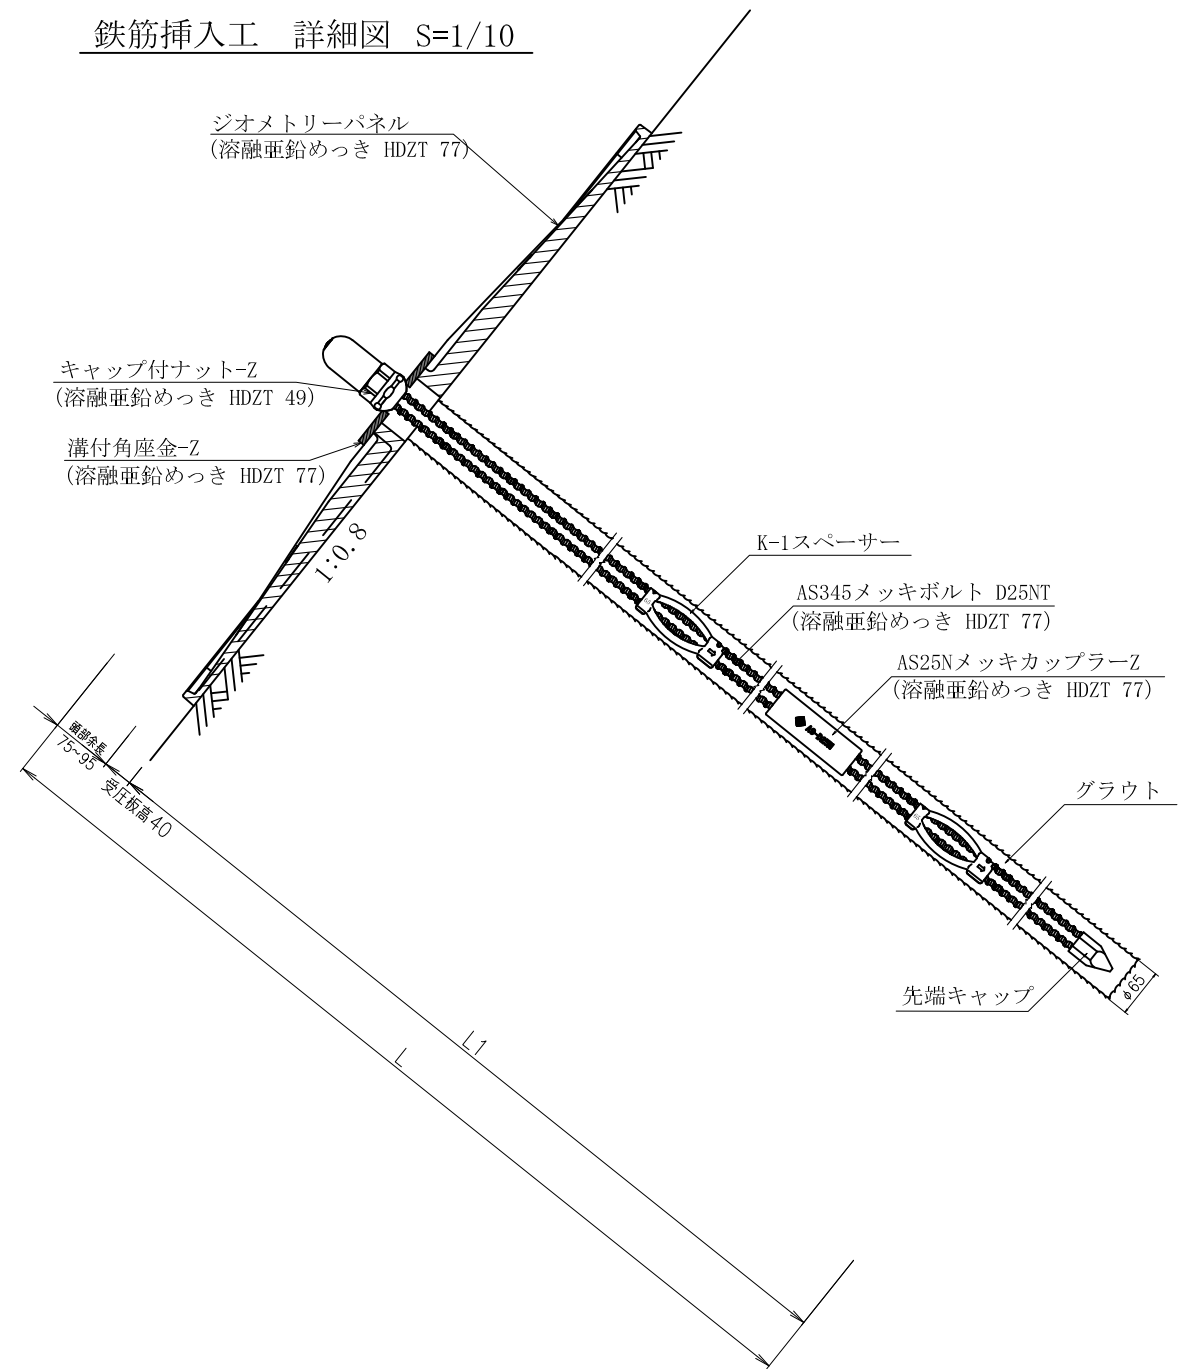 鉄筋挿入工　詳細図 S=1/10
ジオメトリーパネル
(溶融亜鉛めっき HDZT 77)
キャップ付ナット-Z
(溶融亜鉛めっき HDZT 49)
溝付角座金-Z
(溶融亜鉛めっき HDZT 77)
1:0.8
K-1スペーサー
AS345メッキボルト D25NT
(溶融亜鉛めっき HDZT 77)
AS25NメッキカップラーZ
(溶融亜鉛めっき HDZT 77)
グラウト
先端キャップ
φ65
頭部余長
75~95
受圧板高40
L1
L